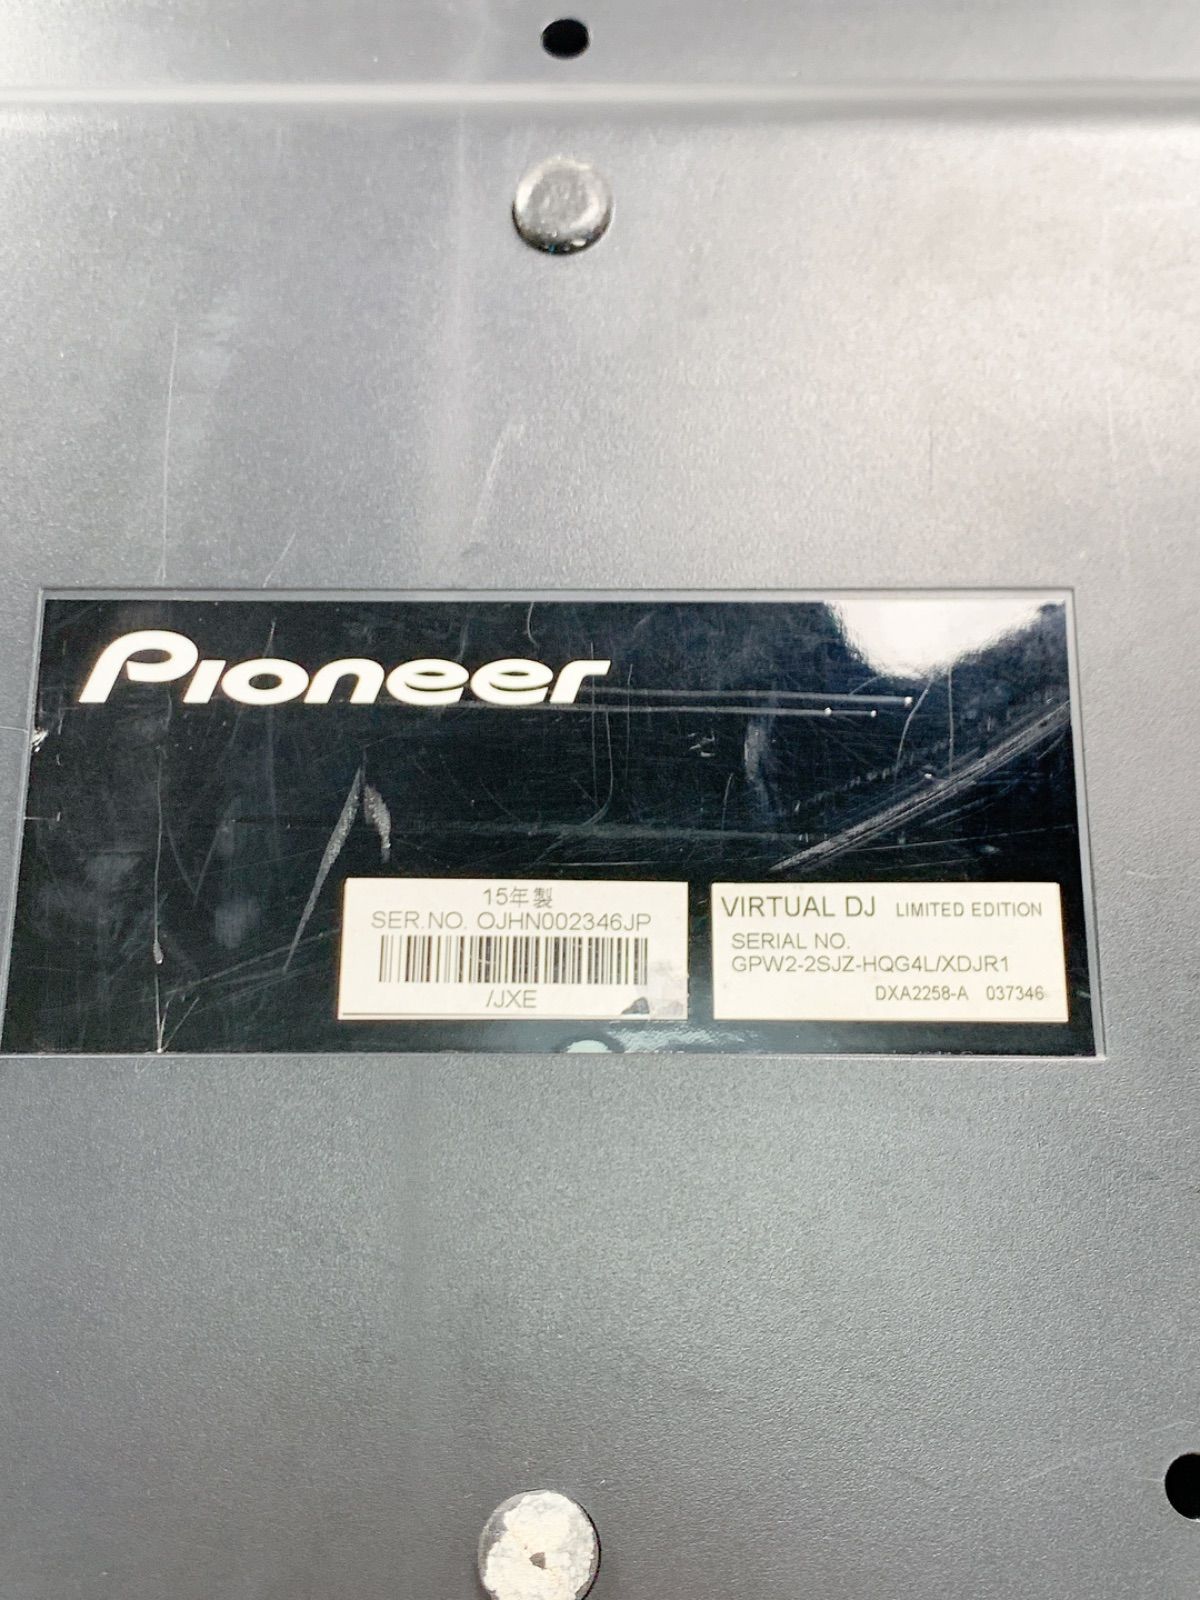 Pioneer
15年製
SER.NO. OJHN002346JP
/JXE
VIRTUAL DJ LIMITED EDITION
SERIAL NO.
GPW2-2SJZ-HQG4L/XDJR1
DXA2258-A 037346